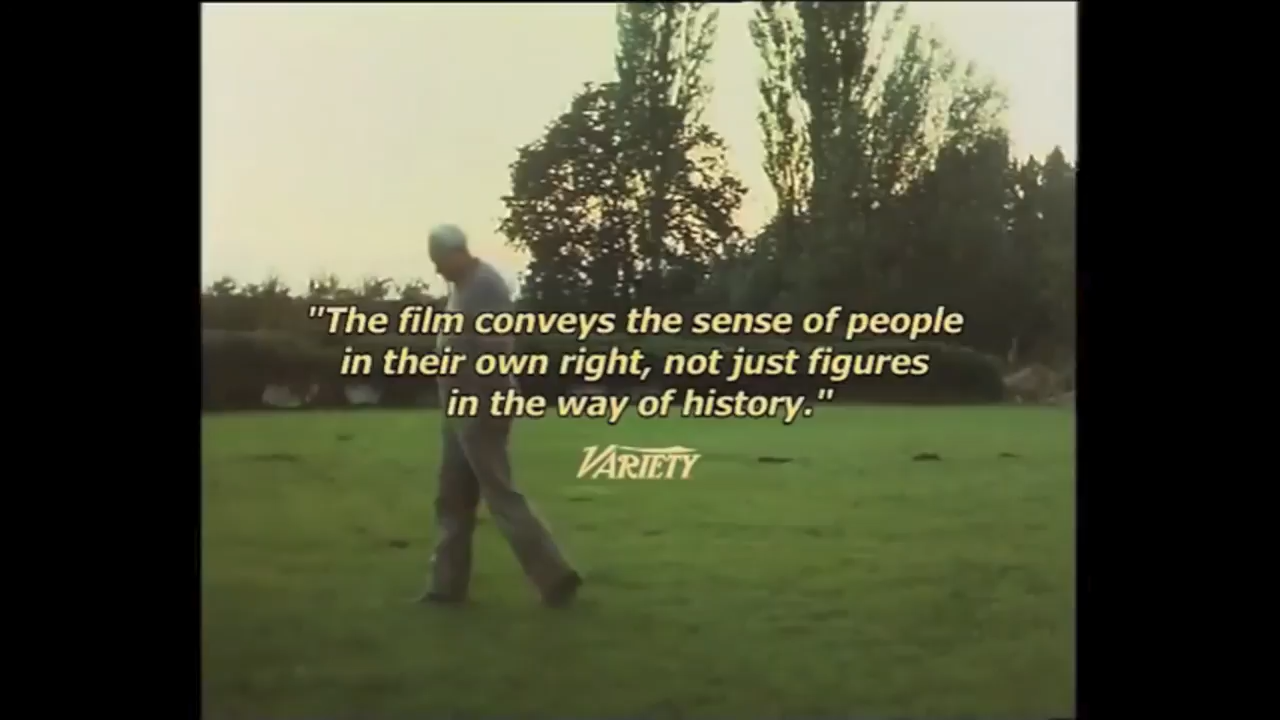 "The film conveys the sense of people
in their own right, not just figures
in the way of history."
VARIETY